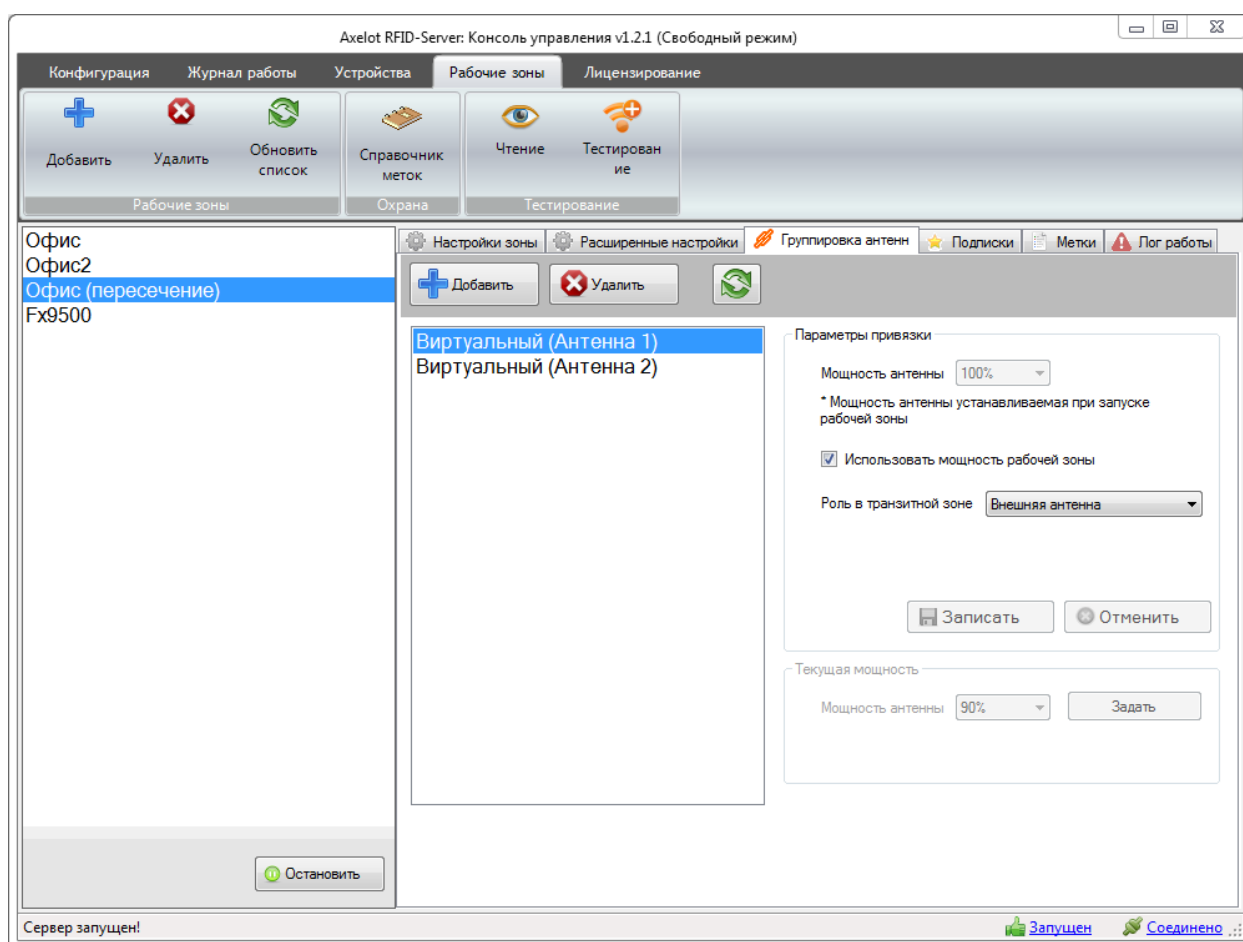 Axelot RFID-Server: Консоль управления v1.2.1 (Свободный режим)
Конфигурация Журнал работы Устройства Рабочие зоны Лицензирование
Добавить Удалить Обновить список Справочник меток Чтение Тестирован
ие
Рабочие зоны Охрана Тестирование
Офис
Офис2
Офис (пересечение)
Fx9500
Остановить
Настройки зоны Расширенные настройки Группировка антенн Подписки Метки Лог работы
Добавить Удалить
Виртуальный (Антенна 1)
Виртуальный (Антенна 2)
Параметры привязки
Мощность антенны 100%
* Мощность антенны устанавливаемая при запуске
рабочей зоны
Использовать мощность рабочей зоны
Роль в транзитной зоне Внешняя антенна
Записать Отменить
Текущая мощность
Мощность антенны 90% Задать
Сервер запущен! Запущен Соединено